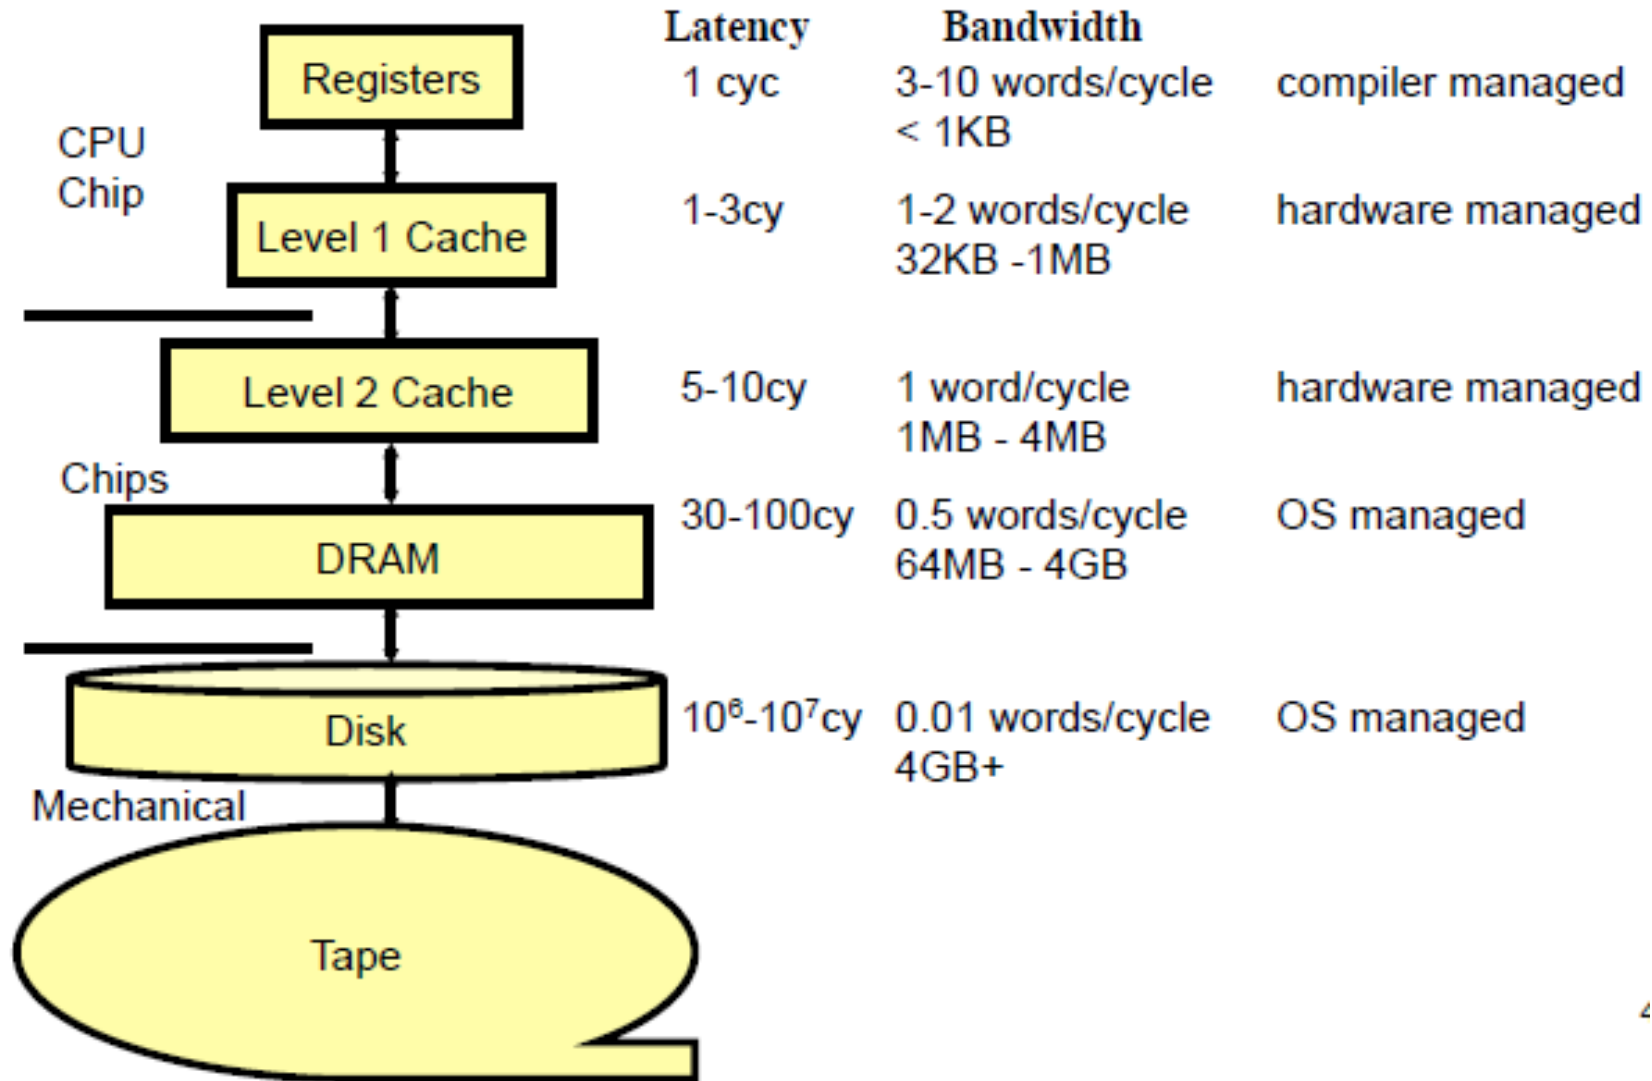 Latency Bandwidth
Registers 1 cyc 3-10 words/cycle compiler managed
< 1KB
CPU
Chip
Level 1 Cache 1-3cy 1-2 words/cycle hardware managed
32KB -1MB
Level 2 Cache 5-10cy 1 word/cycle hardware managed
1MB - 4MB
Chips
DRAM 30-100cy 0.5 words/cycle OS managed
64MB - 4GB
Disk 10⁶-10⁷cy 0.01 words/cycle OS managed
4GB+
Mechanical
Tape